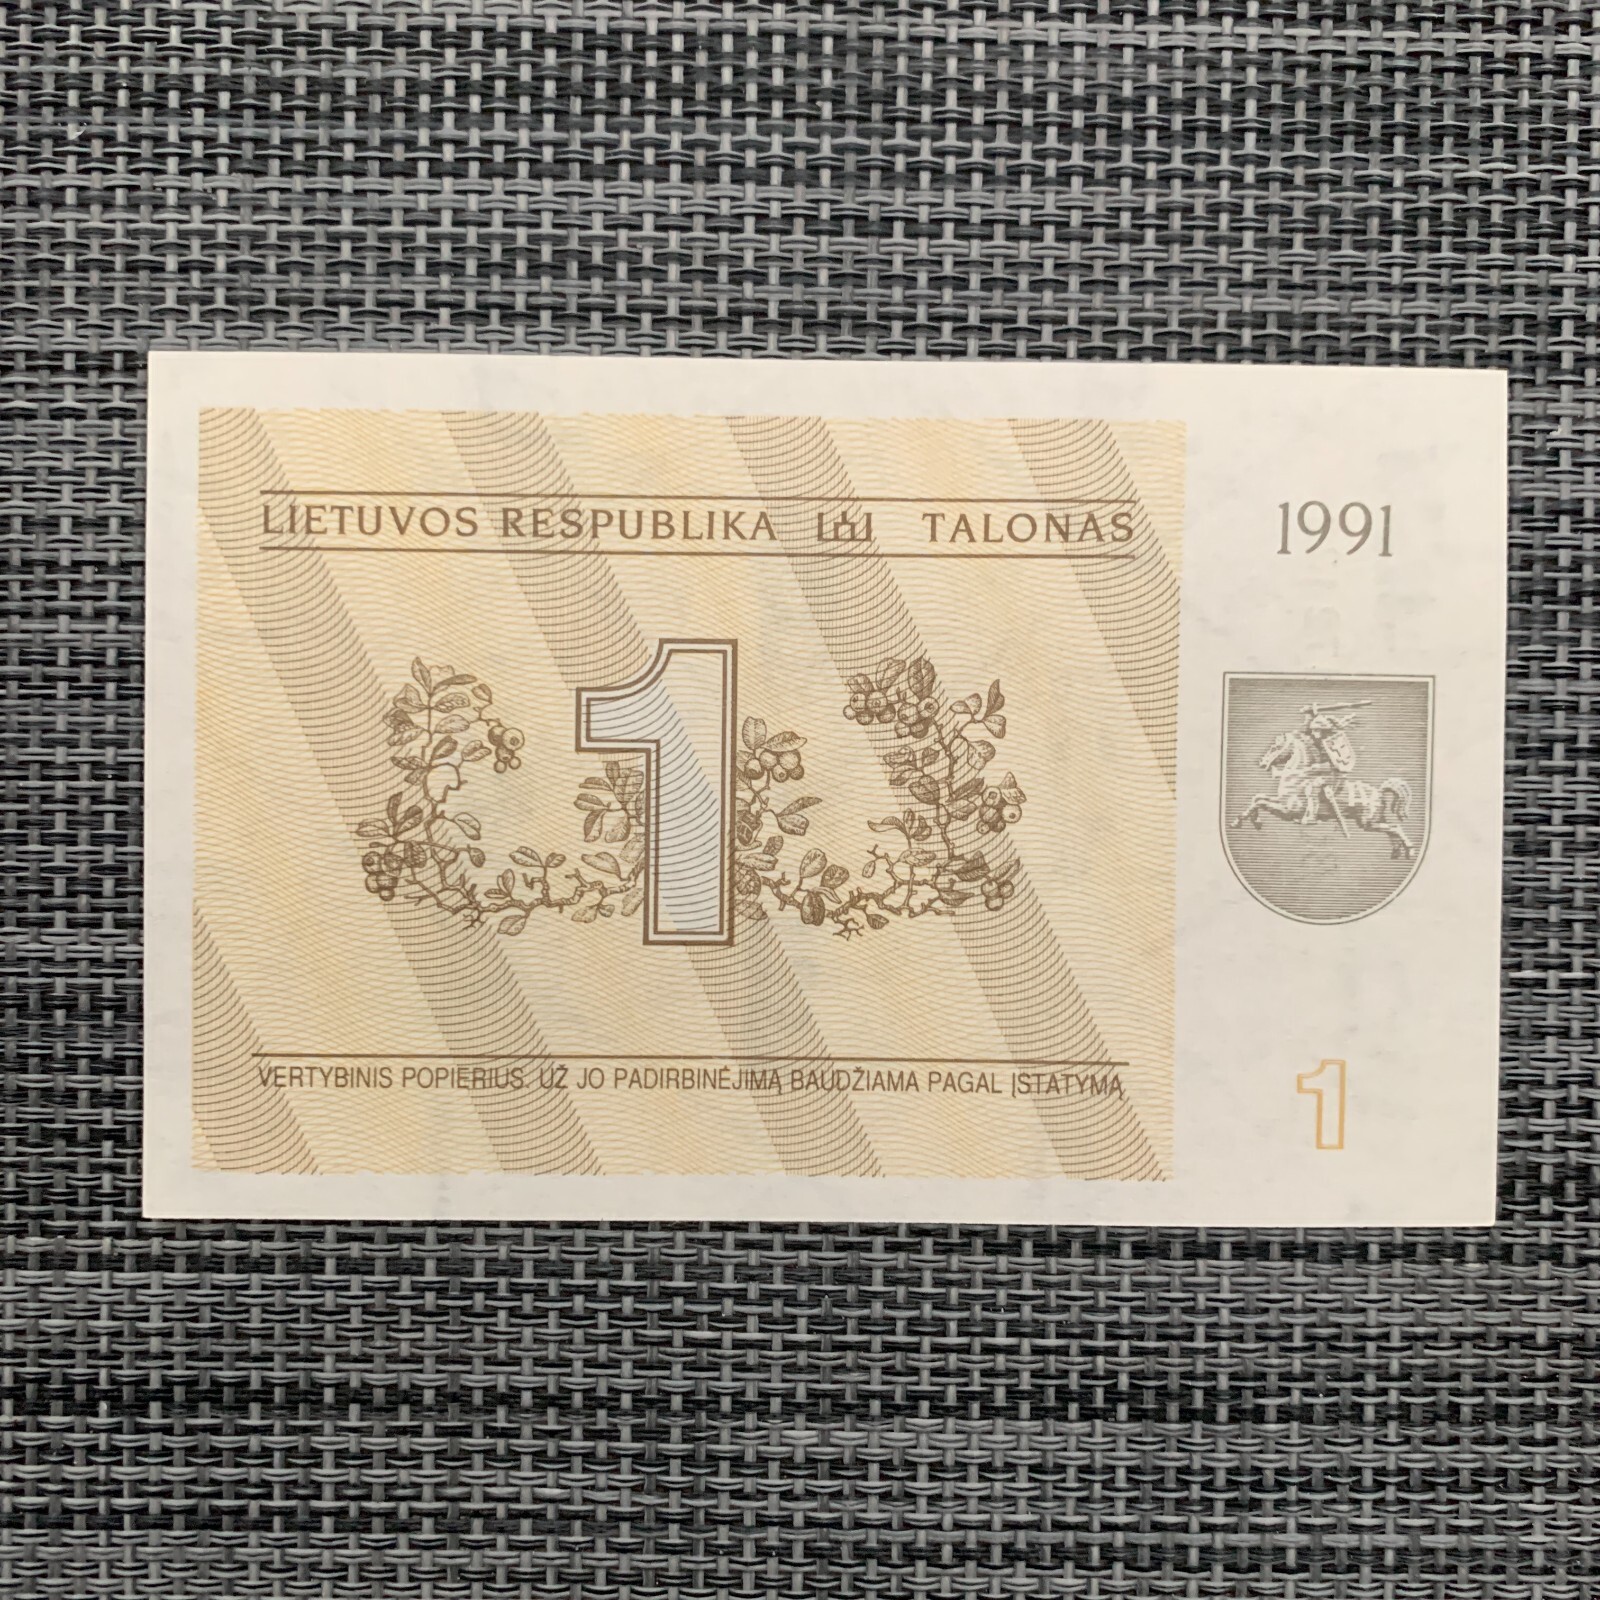 LIETUVOS RESPUBLIKA TALONAS
1991
1
VERTYBINIS POPIERIUS. UŽ JO PADIRBINĖJIMĄ BAUDŽIAMA PAGAL ĮSTATYMĄ
1